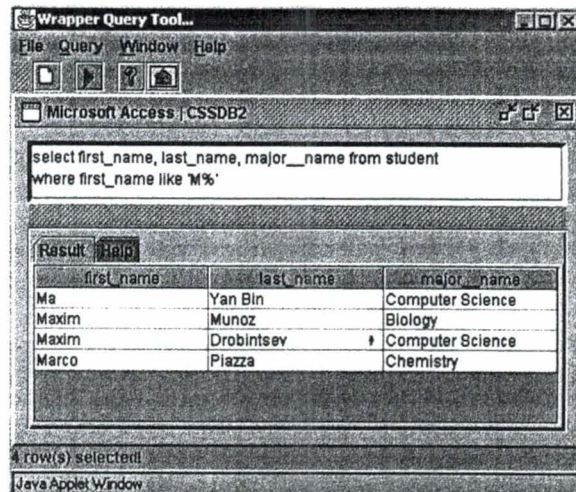 Wrapper Query Tool...
File Query Window Help
Microsoft Access | CSSDB2
select first_name, last_name, major__name from student
where first_name like 'M%'
Result Help
first_name last_name major__name
Ma Yan Bin Computer Science
Maxim Munoz Biology
Maxim Drobintsev Computer Science
Marco Piazza Chemistry
4 row(s) selected!
Java Applet Window